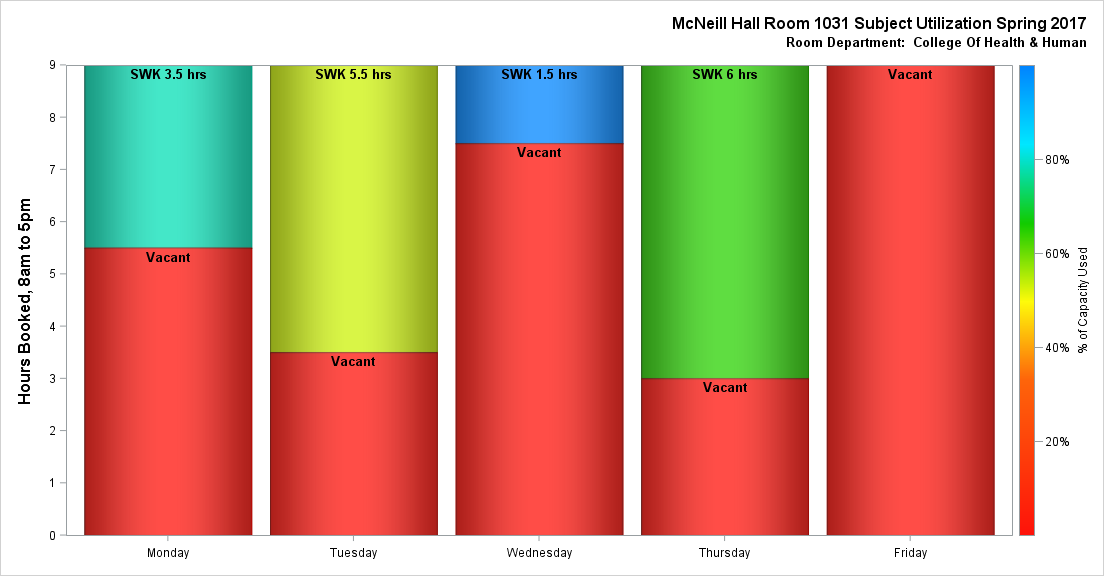 McNeill Hall Room 1031 Subject Utilization Spring 2017
Room Department: College Of Health & Human
Hours Booked, 8am to 5pm
9
8
7
6
5
4
3
2
1
0
SWK 3.5 hrs
Vacant
SWK 5.5 hrs
Vacant
SWK 1.5 hrs
Vacant
SWK 6 hrs
Vacant
Vacant
Monday
Tuesday
Wednesday
Thursday
Friday
80%
60%
40%
20%
% of Capacity Used